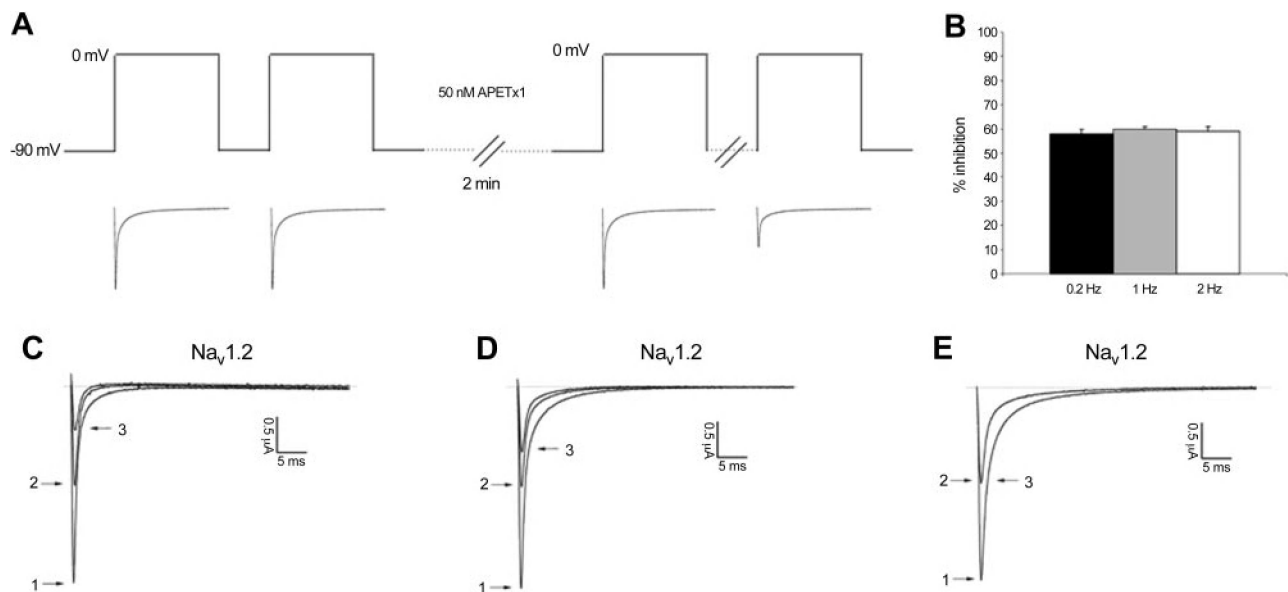 A
0 mV
-90 mV
50 nM APETx1
2 min
0 mV
B
% inhibition
100
90
80
70
60
50
40
30
20
10
0
0.2 Hz 1 Hz 2 Hz
C
Nav1.2
3
2
1
0.5 μA
5 ms
D
Nav1.2
3
2
1
0.5 μA
5 ms
E
Nav1.2
2
3
1
0.5 μA
5 ms